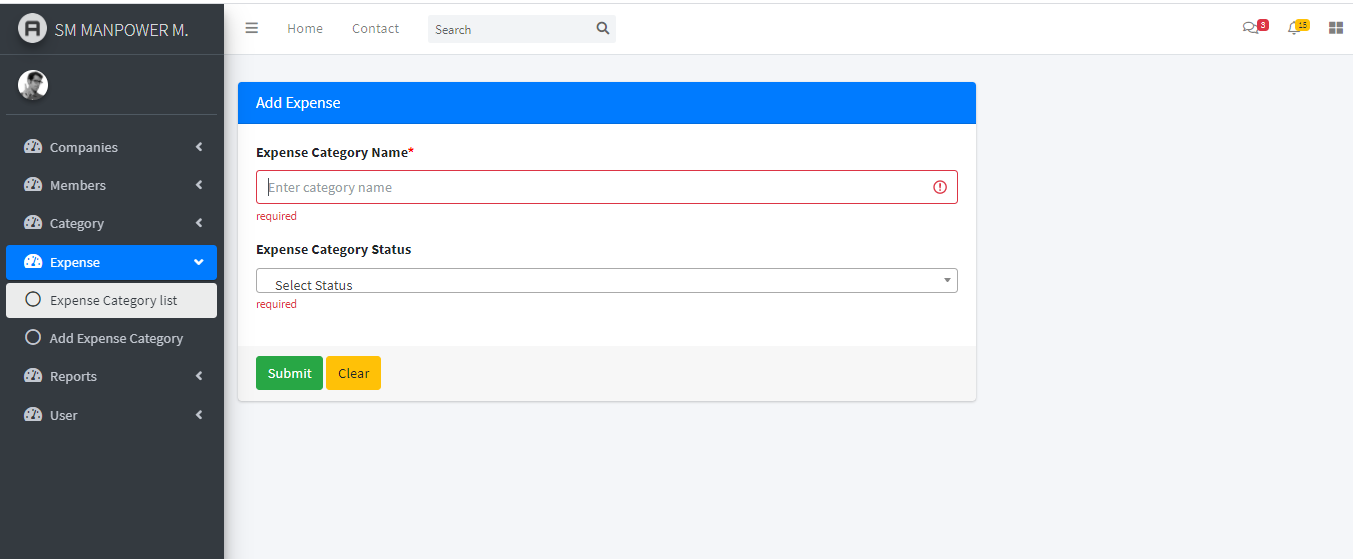 SM MANPOWER M.
Home Contact Search 3 15
Companies
Members
Category
Expense
Expense Category list
Add Expense Category
Reports
User
Add Expense
Expense Category Name*
Enter category name
required
Expense Category Status
Select Status
required
Submit Clear